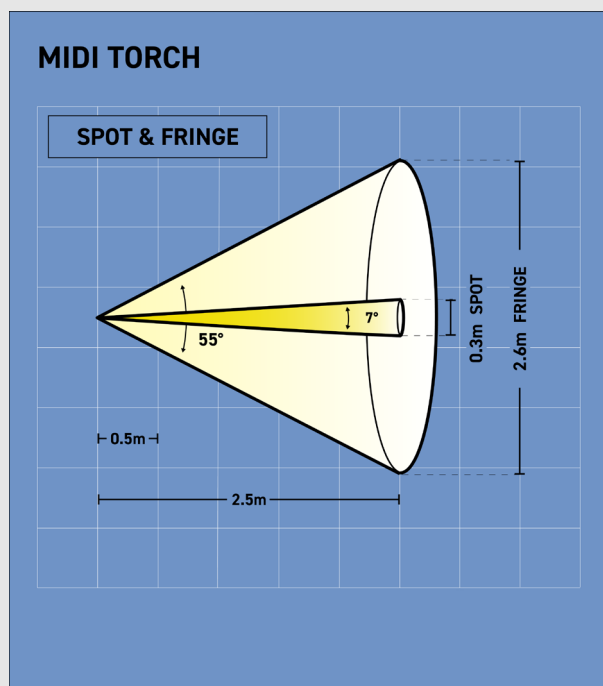 MIDI TORCH
SPOT & FRINGE
7°
55°
0.3m SPOT
2.6m FRINGE
0.5m
2.5m